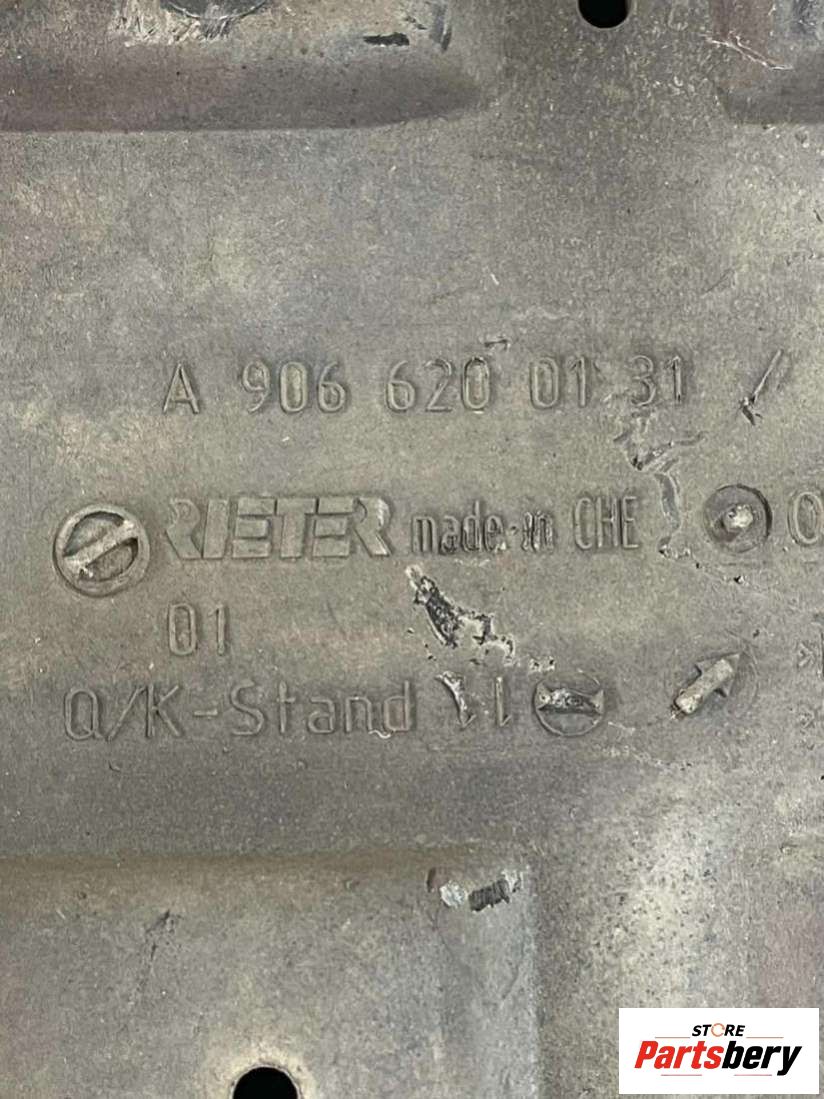 A 906 620 01 31
RIETER made in CHE
01
Q/K-Stand
STORE
Partsbery